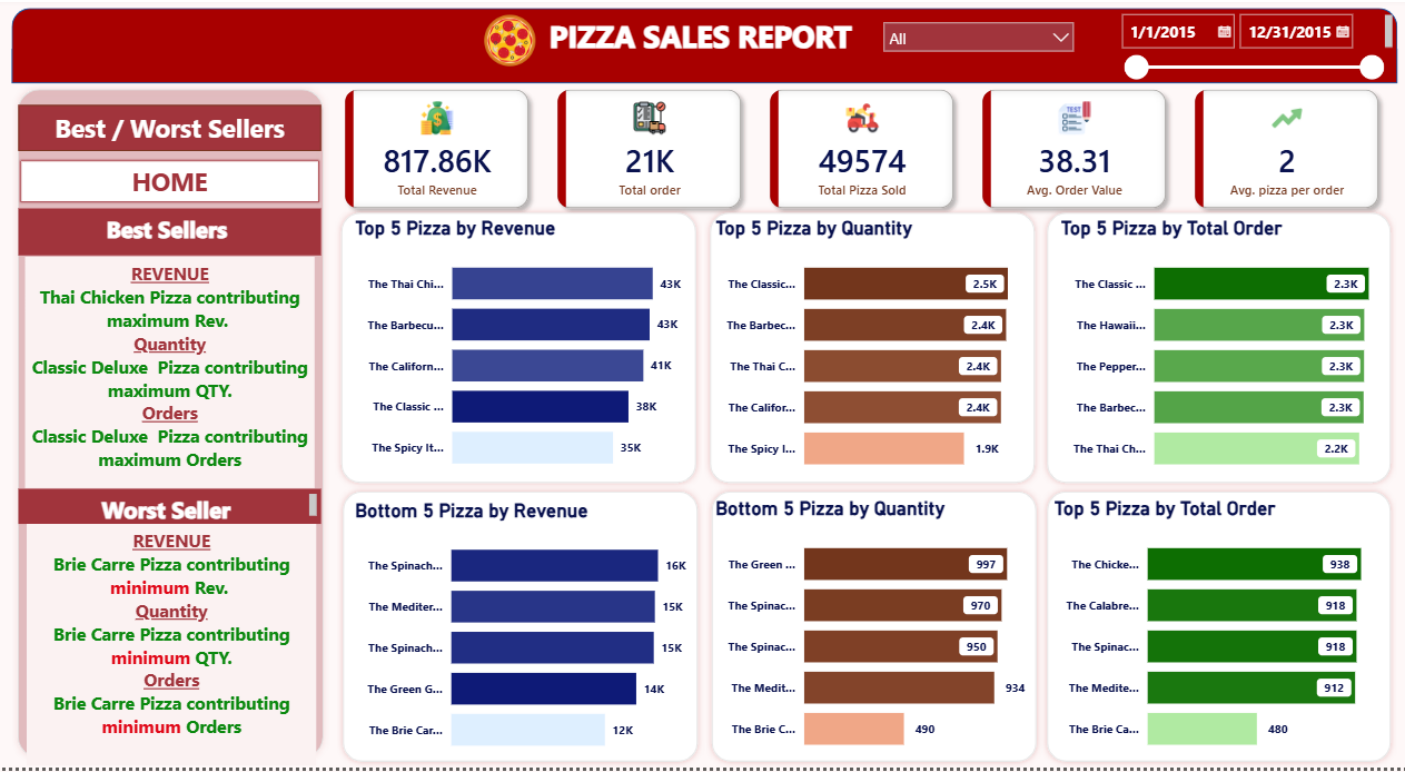 PIZZA SALES REPORT
All
1/1/2015
12/31/2015
Best / Worst Sellers
HOME
Best Sellers
REVENUE
Thai Chicken Pizza contributing
maximum Rev.
Quantity
Classic Deluxe  Pizza contributing
maximum QTY.
Orders
Classic Deluxe  Pizza contributing
maximum Orders
Worst Seller
REVENUE
Brie Carre Pizza contributing
minimum Rev.
Quantity
Brie Carre Pizza contributing
minimum QTY.
Orders
Brie Carre Pizza contributing
minimum Orders
817.86K
Total Revenue
21K
Total order
49574
Total Pizza Sold
TEST
38.31
Avg. Order Value
2
Avg. pizza per order
Top 5 Pizza by Revenue
The Thai Chi... 43K
The Barbecu... 43K
The Californ... 41K
The Classic ... 38K
The Spicy It... 35K
Top 5 Pizza by Quantity
The Classic... 2.5K
The Barbec... 2.4K
The Thai C... 2.4K
The Califor... 2.4K
The Spicy I... 1.9K
Top 5 Pizza by Total Order
The Classic ... 2.3K
The Hawaii... 2.3K
The Pepper... 2.3K
The Barbec... 2.3K
The Thai Ch... 2.2K
Bottom 5 Pizza by Revenue
The Spinach... 16K
The Mediter... 15K
The Spinach... 15K
The Green G... 14K
The Brie Car... 12K
Bottom 5 Pizza by Quantity
The Green ... 997
The Spinac... 970
The Spinac... 950
The Medit... 934
The Brie C... 490
Top 5 Pizza by Total Order
The Chicke... 938
The Calabre... 918
The Spinac... 918
The Medite... 912
The Brie Ca... 480